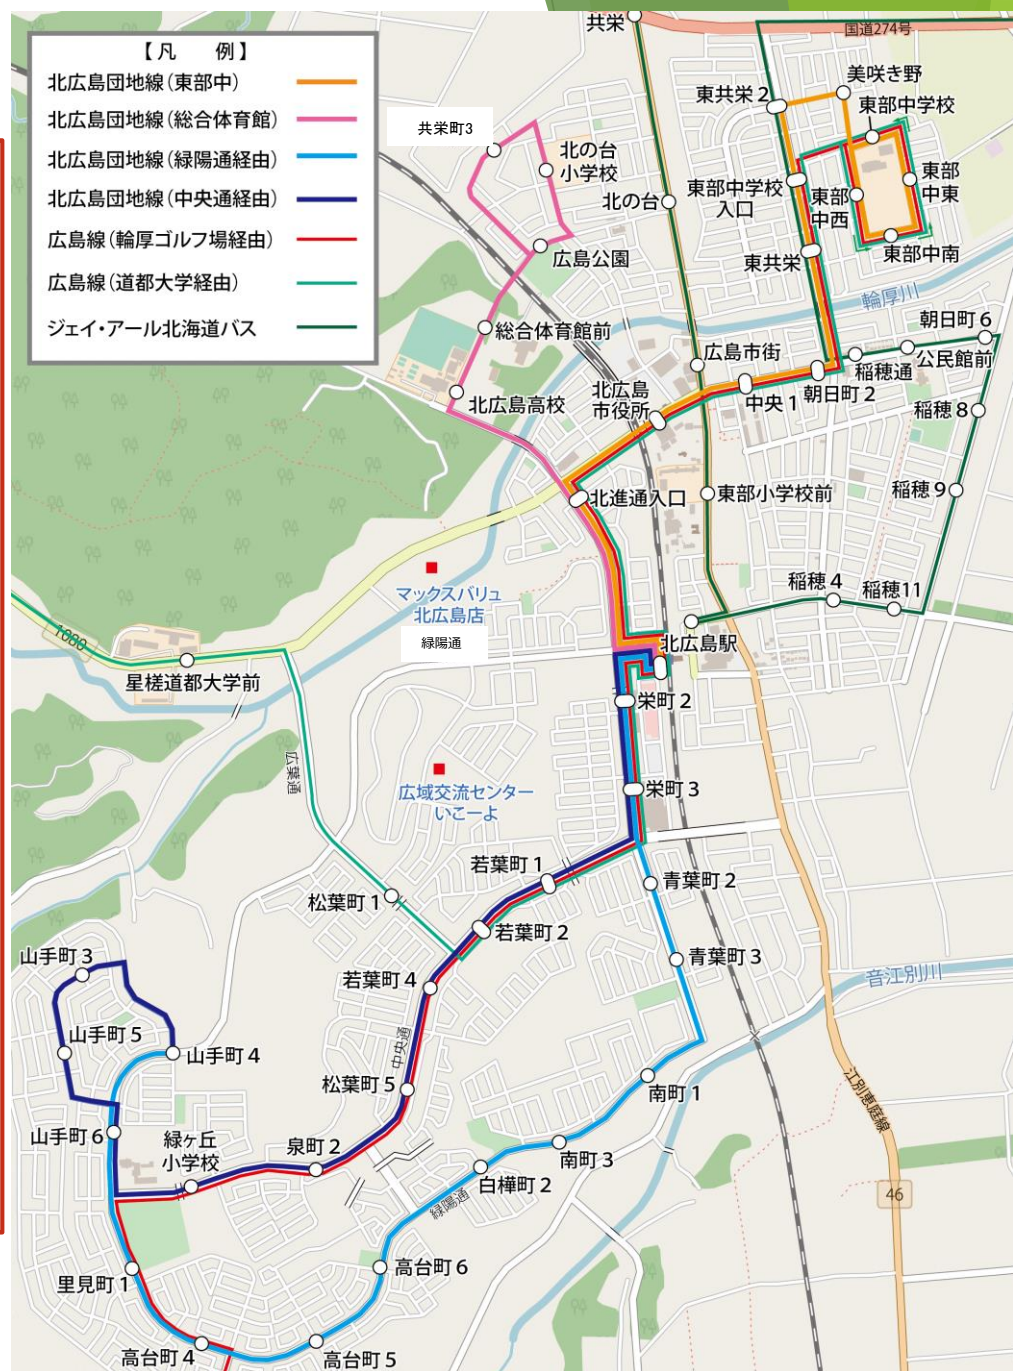 【凡　例】
北広島団地線(東部中)
北広島団地線(総合体育館)
北広島団地線(緑陽通経由)
北広島団地線(中央通経由)
広島線(輪厚ゴルフ場経由)
広島線(道都大学経由)
ジェイ・アール北海道バス
共栄
国道274号
美咲き野
東共栄2
東部中学校
共栄町3
北の台
小学校
東部中学校
入口
東部
中西
東部
中東
北の台
東共栄
東部中南
広島公園
輪厚川
総合体育館前
朝日町6
広島市街
公民館前
稲穂通
朝日町2
中央1
北広島
市役所
北広島高校
稲穂8
北進通入口
東部小学校前
稲穂9
マックスバリュ
北広島店
稲穂4
稲穂11
緑陽通
北広島駅
1080
星槎道都大学前
栄町2
広葉通
広域交流センター
いこーよ
栄町3
若葉町1
青葉町2
松葉町1
若葉町2
青葉町3
山手町3
若葉町4
音江別川
山手町5
山手町4
中央通
松葉町5
南町1
江別恵庭線
山手町6
緑ヶ丘
小学校
泉町2
南町3
白樺町2
緑陽通
46
里見町1
高台町6
高台町4
高台町5